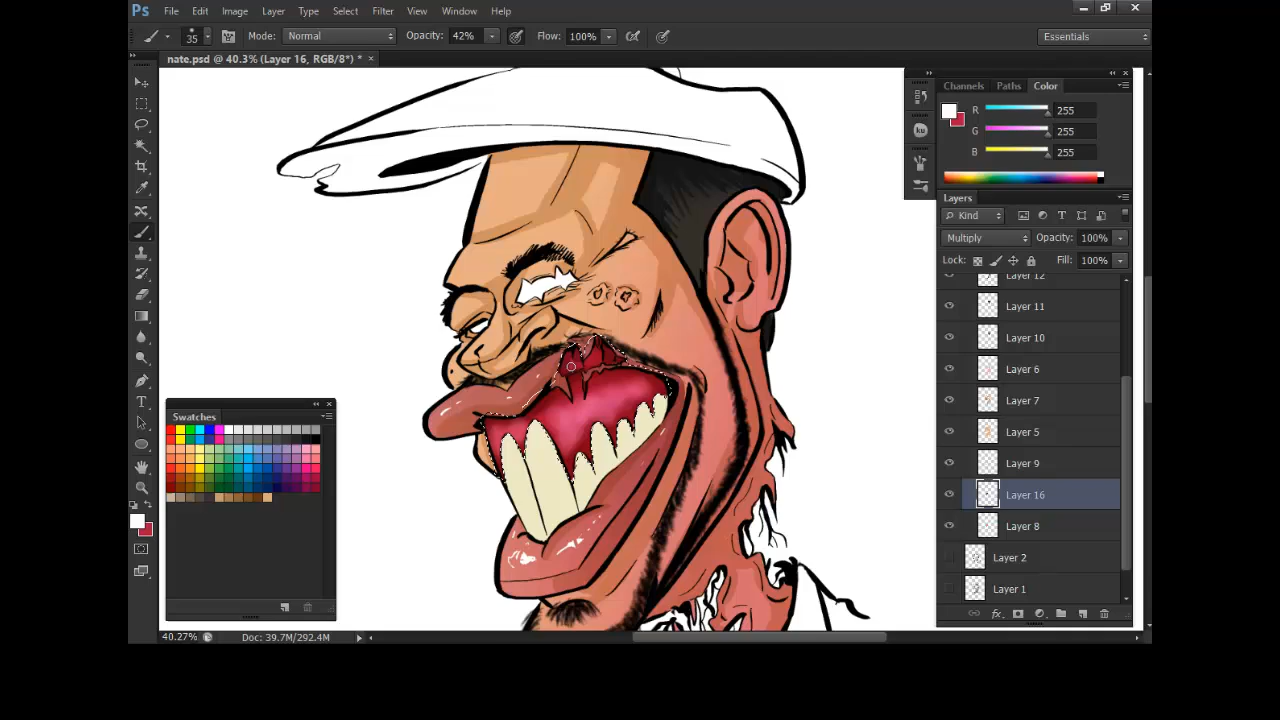 Ps File Edit Image Layer Type Select Filter View Window Help
35 Mode: Normal Opacity: 42% Flow: 100% Essentials
nate.psd @ 40.3% (Layer 16, RGB/8*) * ×
Channels Paths Color
R 255
G 255
B 255
ku
Layers
Kind
Multiply Opacity: 100%
Lock: Fill: 100%
Layer 12
Layer 11
Layer 10
Layer 6
Layer 7
Layer 5
Layer 9
Layer 16
Layer 8
Layer 2
Layer 1
fx
Swatches
T
40.27% Doc: 39.7M/292.4M